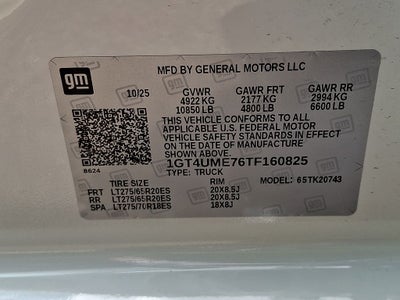 gm
MFD BY GENERAL MOTORS LLC
10/25 GVWR GAWR FRT GAWR RR
4922 KG 2177 KG 2994 KG
10850 LB 4800 LB 6600 LB
THIS VEHICLE CONFORMS TO ALL
APPLICABLE U.S. FEDERAL MOTOR
VEHICLE SAFETY STANDARDS IN EFFECT
ON THE DATE OF MANUFACTURE
SHOWN ABOVE.
1GT4UME76TF160825
TYPE: TRUCK
8624
MODEL: 6STK20743
TIRE SIZE RIM
FRT LT275/65R20ES 20X8.5J
RR LT275/65R20ES 20X8.5J
SPA LT275/70R18ES 18X8J